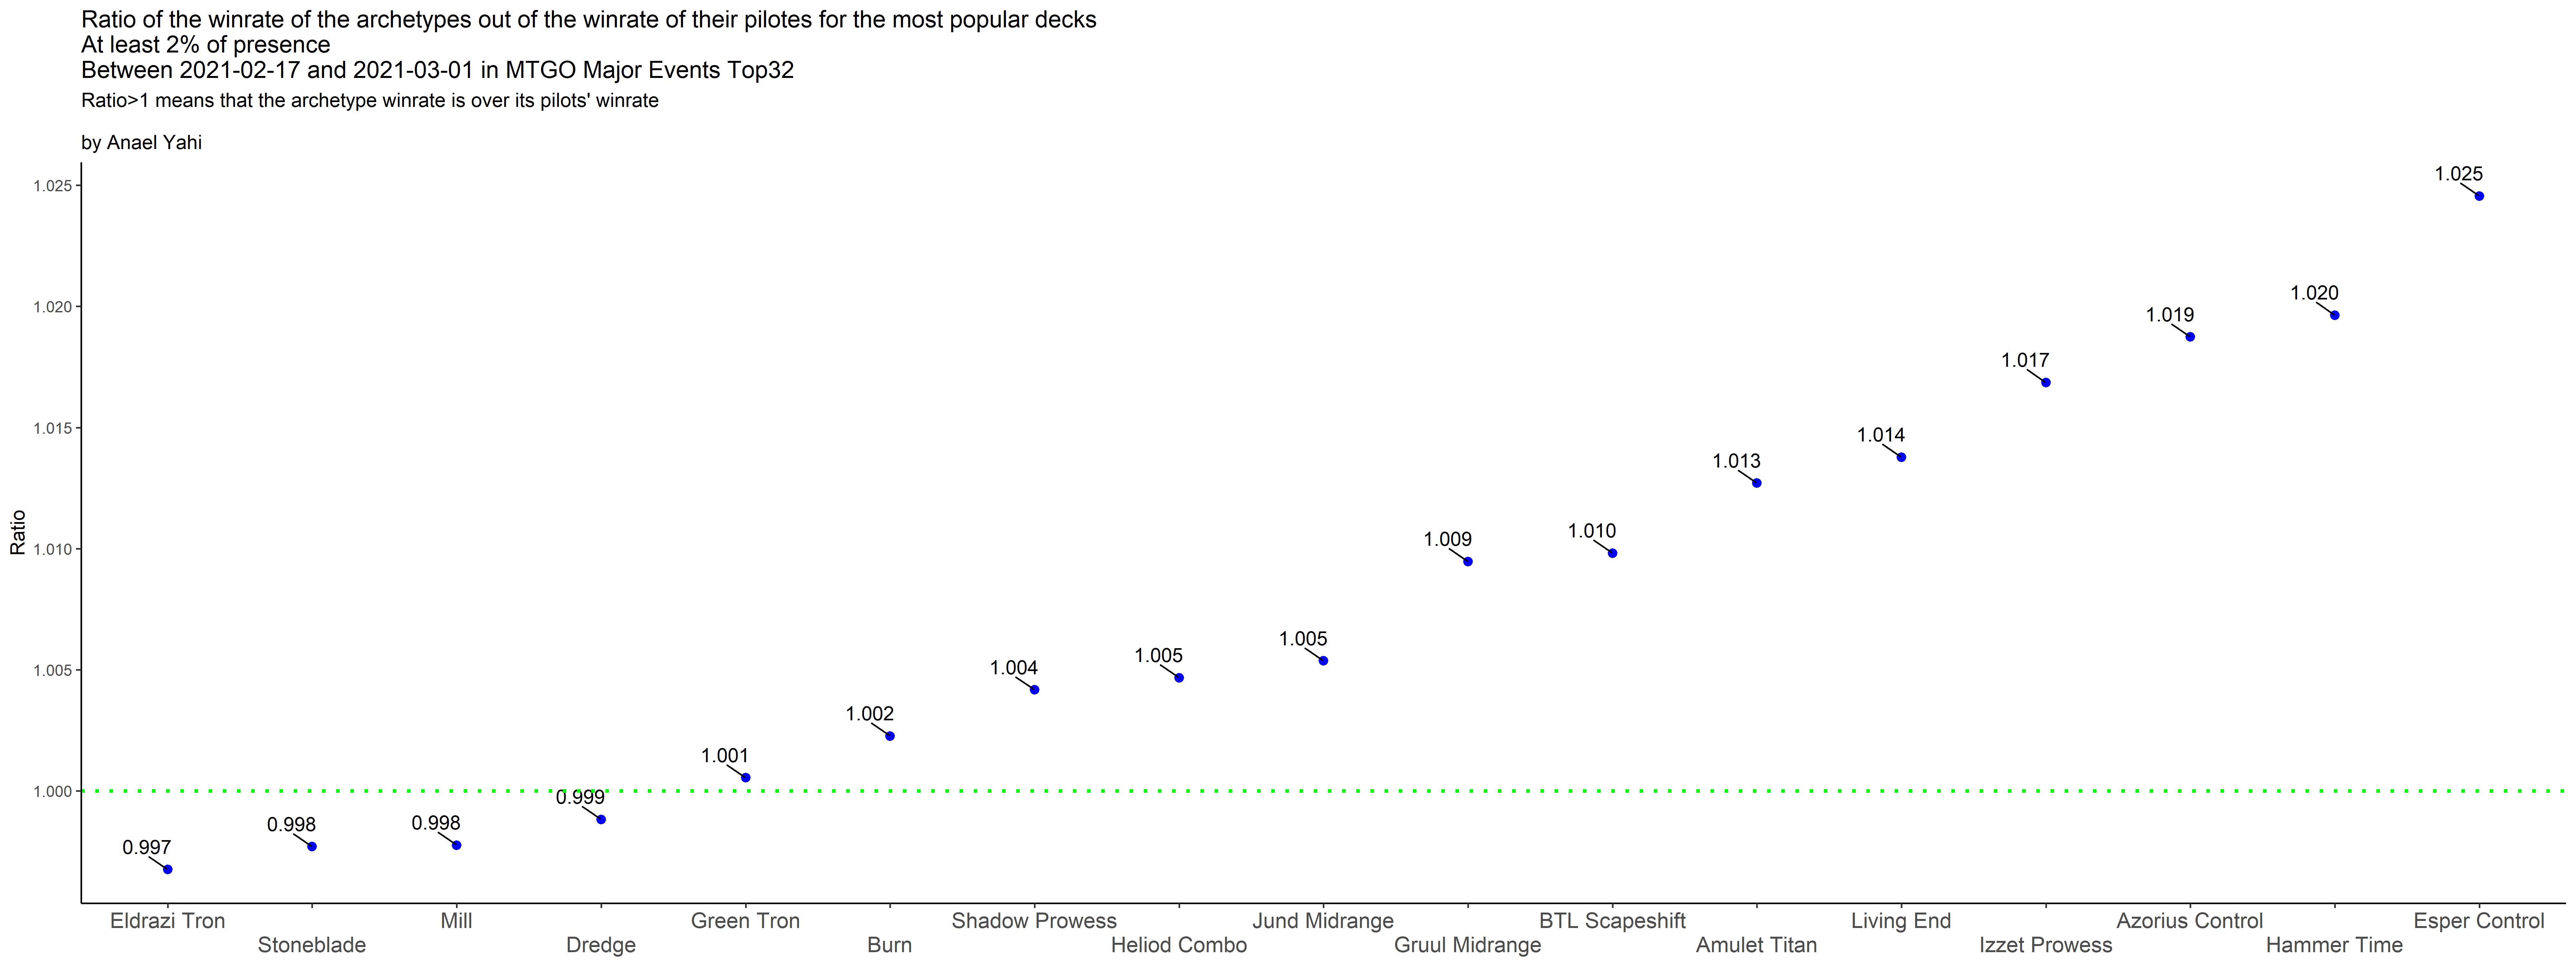 Ratio of the winrate of the archetypes out of the winrate of their pilotes for the most popular decks
At least 2% of presence
Between 2021-02-17 and 2021-03-01 in MTGO Major Events Top32
Ratio>1 means that the archetype winrate is over its pilots' winrate
by Anael Yahi
Ratio
1.025
1.020
1.015
1.010
1.005
1.000
0.997
0.998
0.998
0.999
1.001
1.002
1.004
1.005
1.005
1.009
1.010
1.013
1.014
1.017
1.019
1.020
1.025
Eldrazi Tron
Stoneblade
Mill
Dredge
Green Tron
Burn
Shadow Prowess
Heliod Combo
Jund Midrange
Gruul Midrange
BTL Scapeshift
Amulet Titan
Living End
Izzet Prowess
Azorius Control
Hammer Time
Esper Control